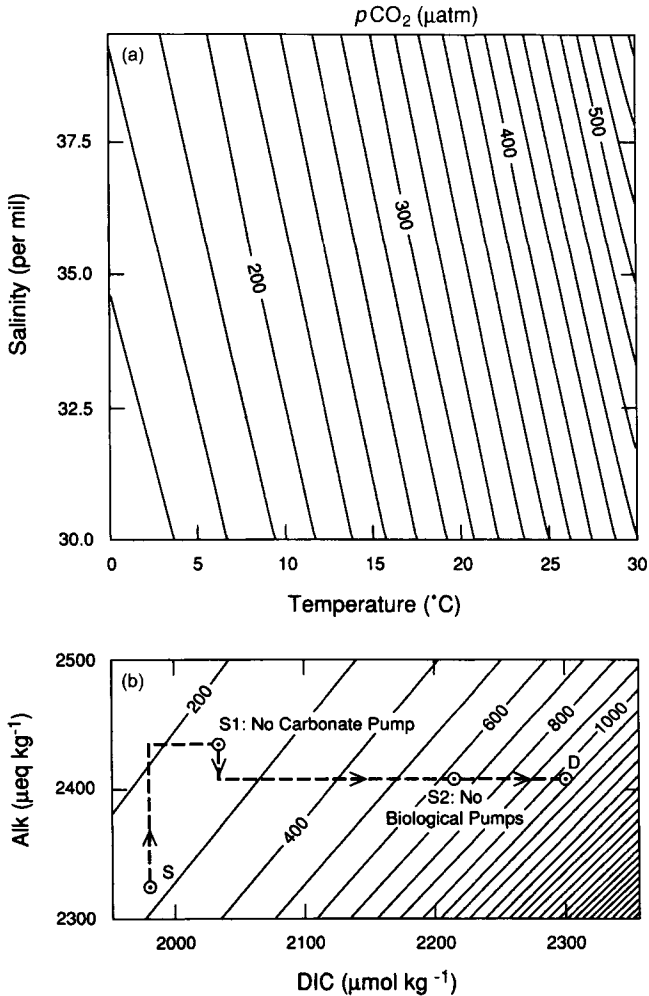 pCO2 (µatm)
(a)
37.5
35.0
32.5
30.0
Salinity (per mil)
200
300
400
500
0 5 10 15 20 25 30
Temperature (°C)
(b)
2500
2400
2300
Alk (µeq kg -1)
200
S1: No Carbonate Pump
600
800
1000
D
S2: No
Biological Pumps
400
S
2000 2100 2200 2300
DIC (µmol kg -1)